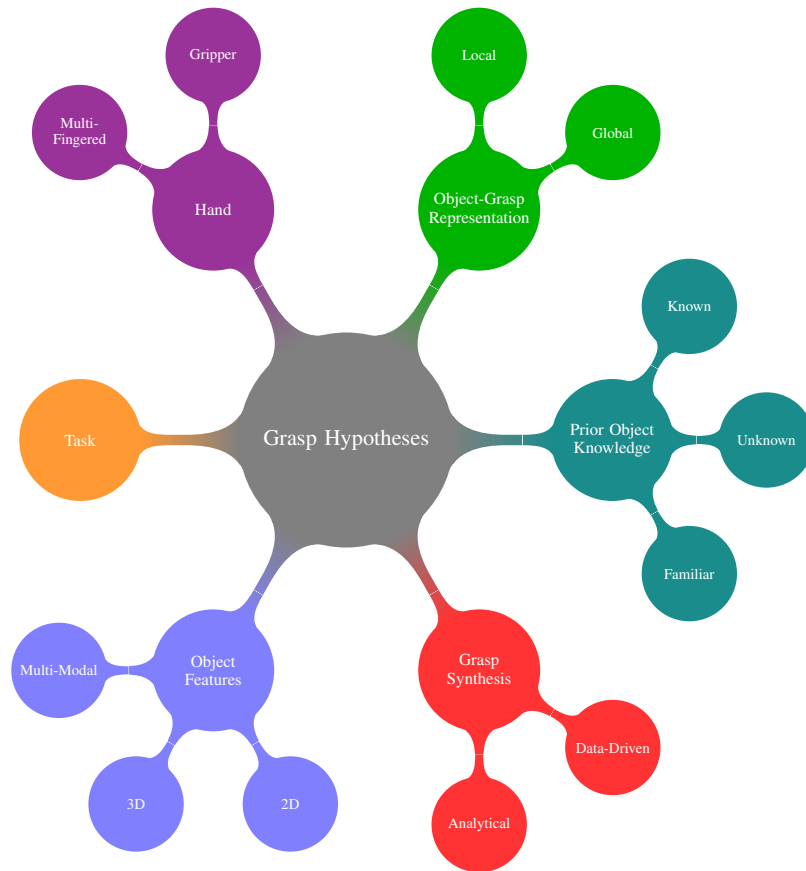 Gripper
Local
Multi-
Fingered
Global
Hand
Object-Grasp
Representation
Known
Task
Grasp Hypotheses
Prior Object
Knowledge
Unknown
Familiar
Multi-Modal
Object
Features
Grasp
Synthesis
Data-Driven
3D
2D
Analytical